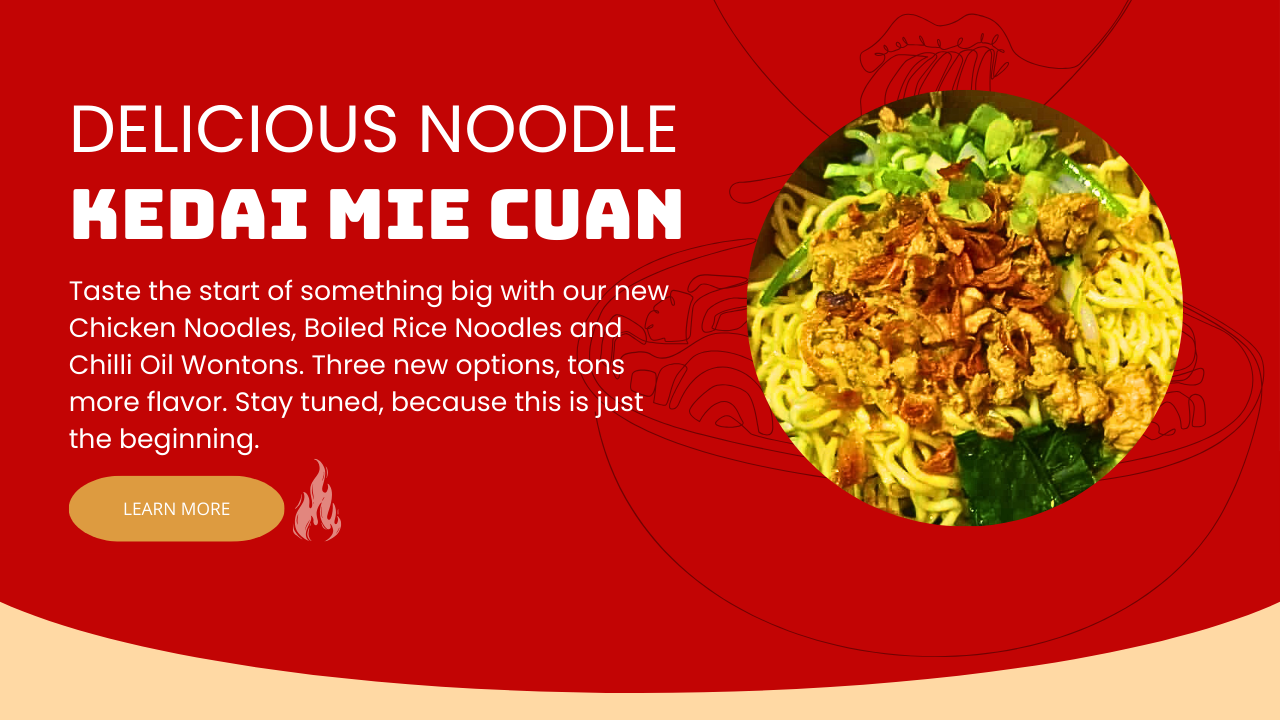 DELICIOUS NOODLE
KEDAI MIE CUAN
Taste the start of something big with our new
Chicken Noodles, Boiled Rice Noodles and
Chilli Oil Wontons. Three new options, tons
more flavor. Stay tuned, because this is just
the beginning.
LEARN MORE